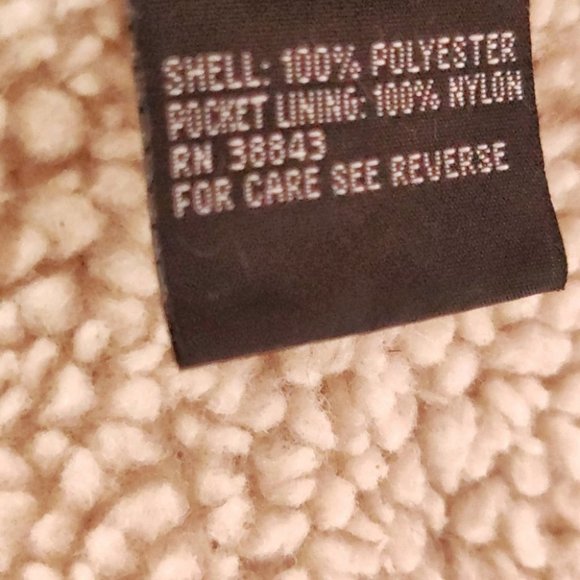 SHELL: 100% POLYESTER
POCKET LINING: 100% NYLON
RN 38843
FOR CARE SEE REVERSE